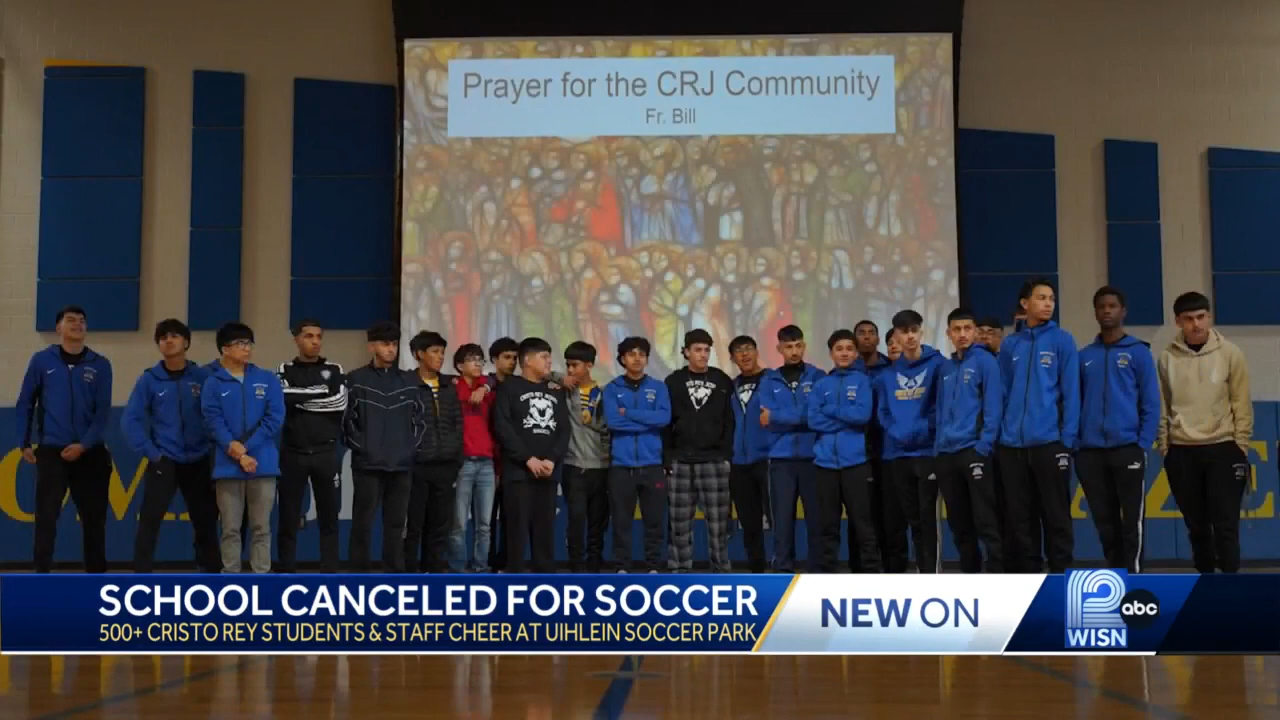 Prayer for the CRJ Community
Fr. Bill
SCHOOL CANCELED FOR SOCCER
500+ CRISTO REY STUDENTS & STAFF CHEER AT UIHLEIN SOCCER PARK
NEW ON
12
abc
WISN